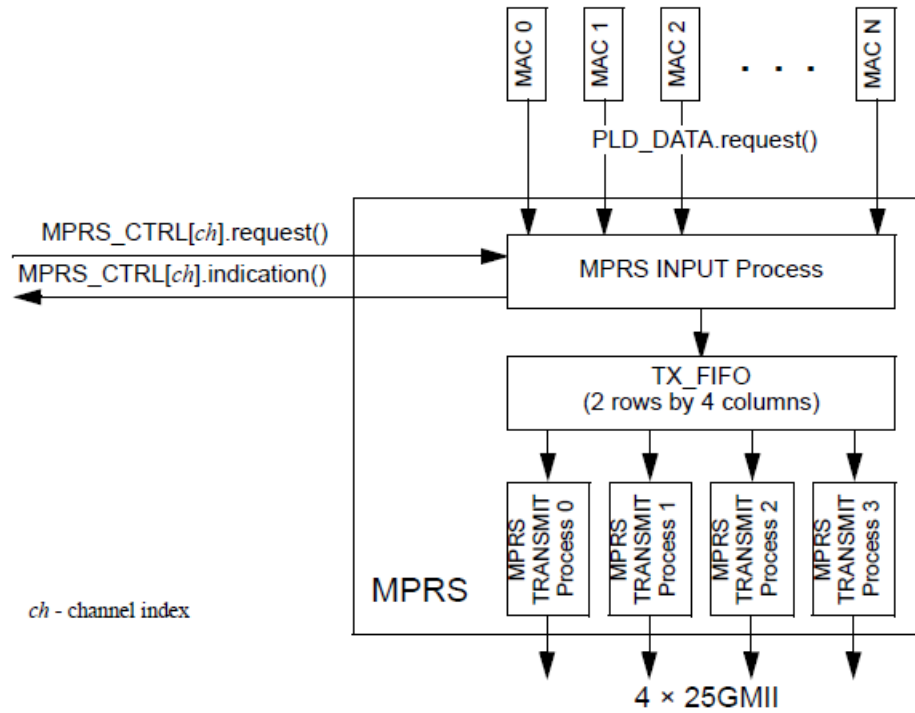 MAC 0
MAC 1
MAC 2
. . .
MAC N
PLD_DATA.request()
MPRS_CTRL[ch].request()
MPRS_CTRL[ch].indication()
MPRS INPUT Process
TX_FIFO
(2 rows by 4 columns)
MPRS
TRANSMIT
Process 0
MPRS
TRANSMIT
Process 1
MPRS
TRANSMIT
Process 2
MPRS
TRANSMIT
Process 3
MPRS
ch - channel index
4 × 25GMII